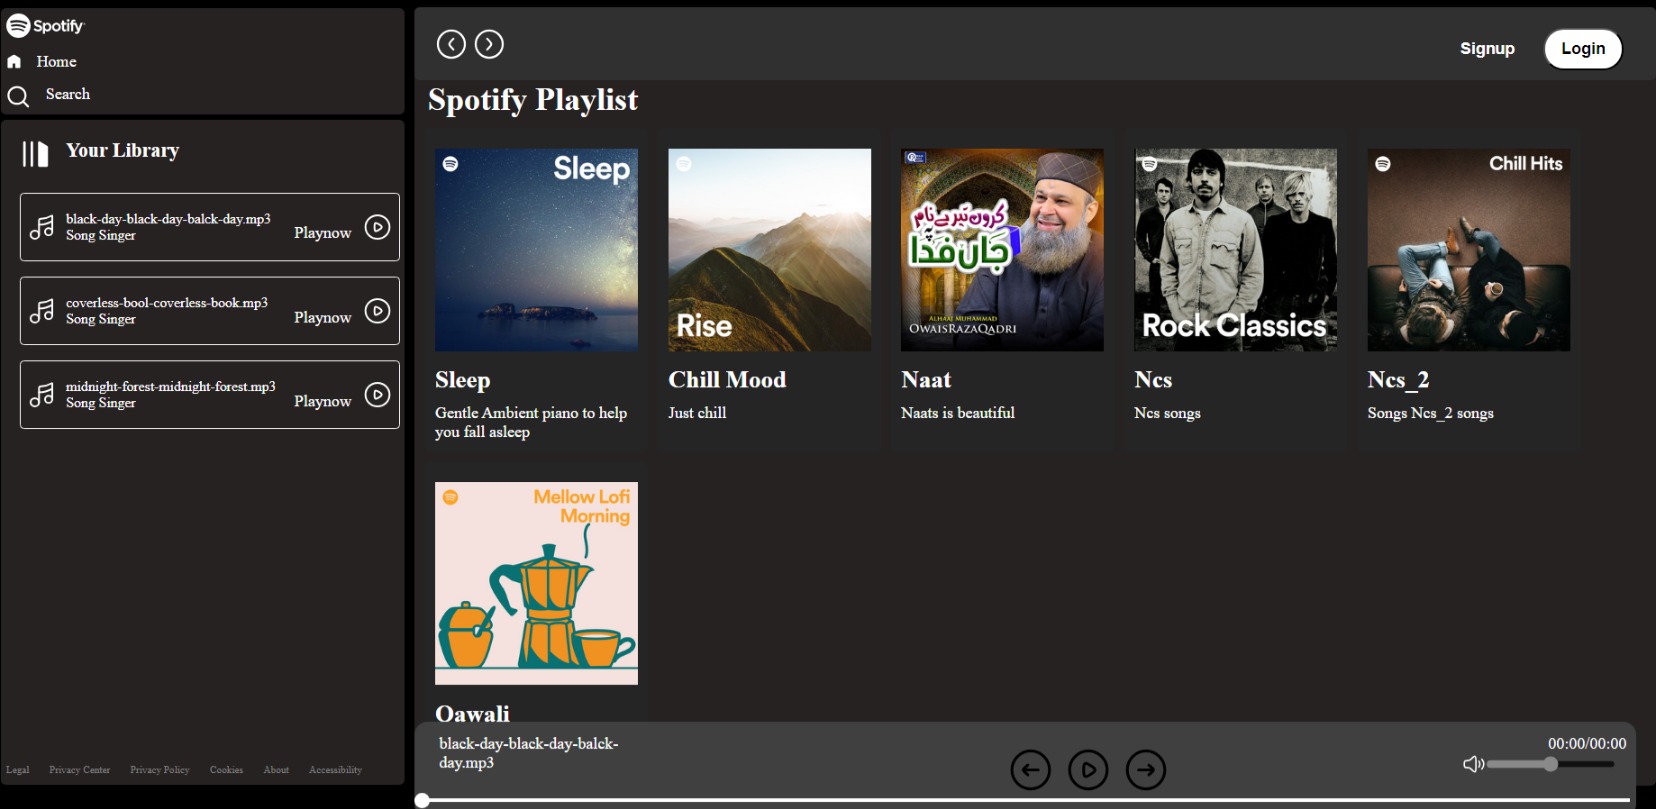 Spotify
Home
Search
Your Library
black-day-black-day-balck-day.mp3
Song Singer
Playnow
coverless-bool-coverless-book.mp3
Song Singer
Playnow
midnight-forest-midnight-forest.mp3
Song Singer
Playnow
Legal Privacy Center Privacy Policy Cookies About Accessibility
Signup Login
Spotify Playlist
Sleep
Sleep
Gentle Ambient piano to help
you fall asleep
Rise
Chill Mood
Just chill
کروں تیرے نام
پہ
جاں فدا
ALHAAJ MUHAMMAD
OWAISRAZAQADRI
Naat
Naats is beautiful
Rock Classics
Ncs
Ncs songs
Chill Hits
Ncs_2
Songs Ncs_2 songs
Mellow Lofi
Morning
Qawali
black-day-black-day-balck-
day.mp3
00:00/00:00